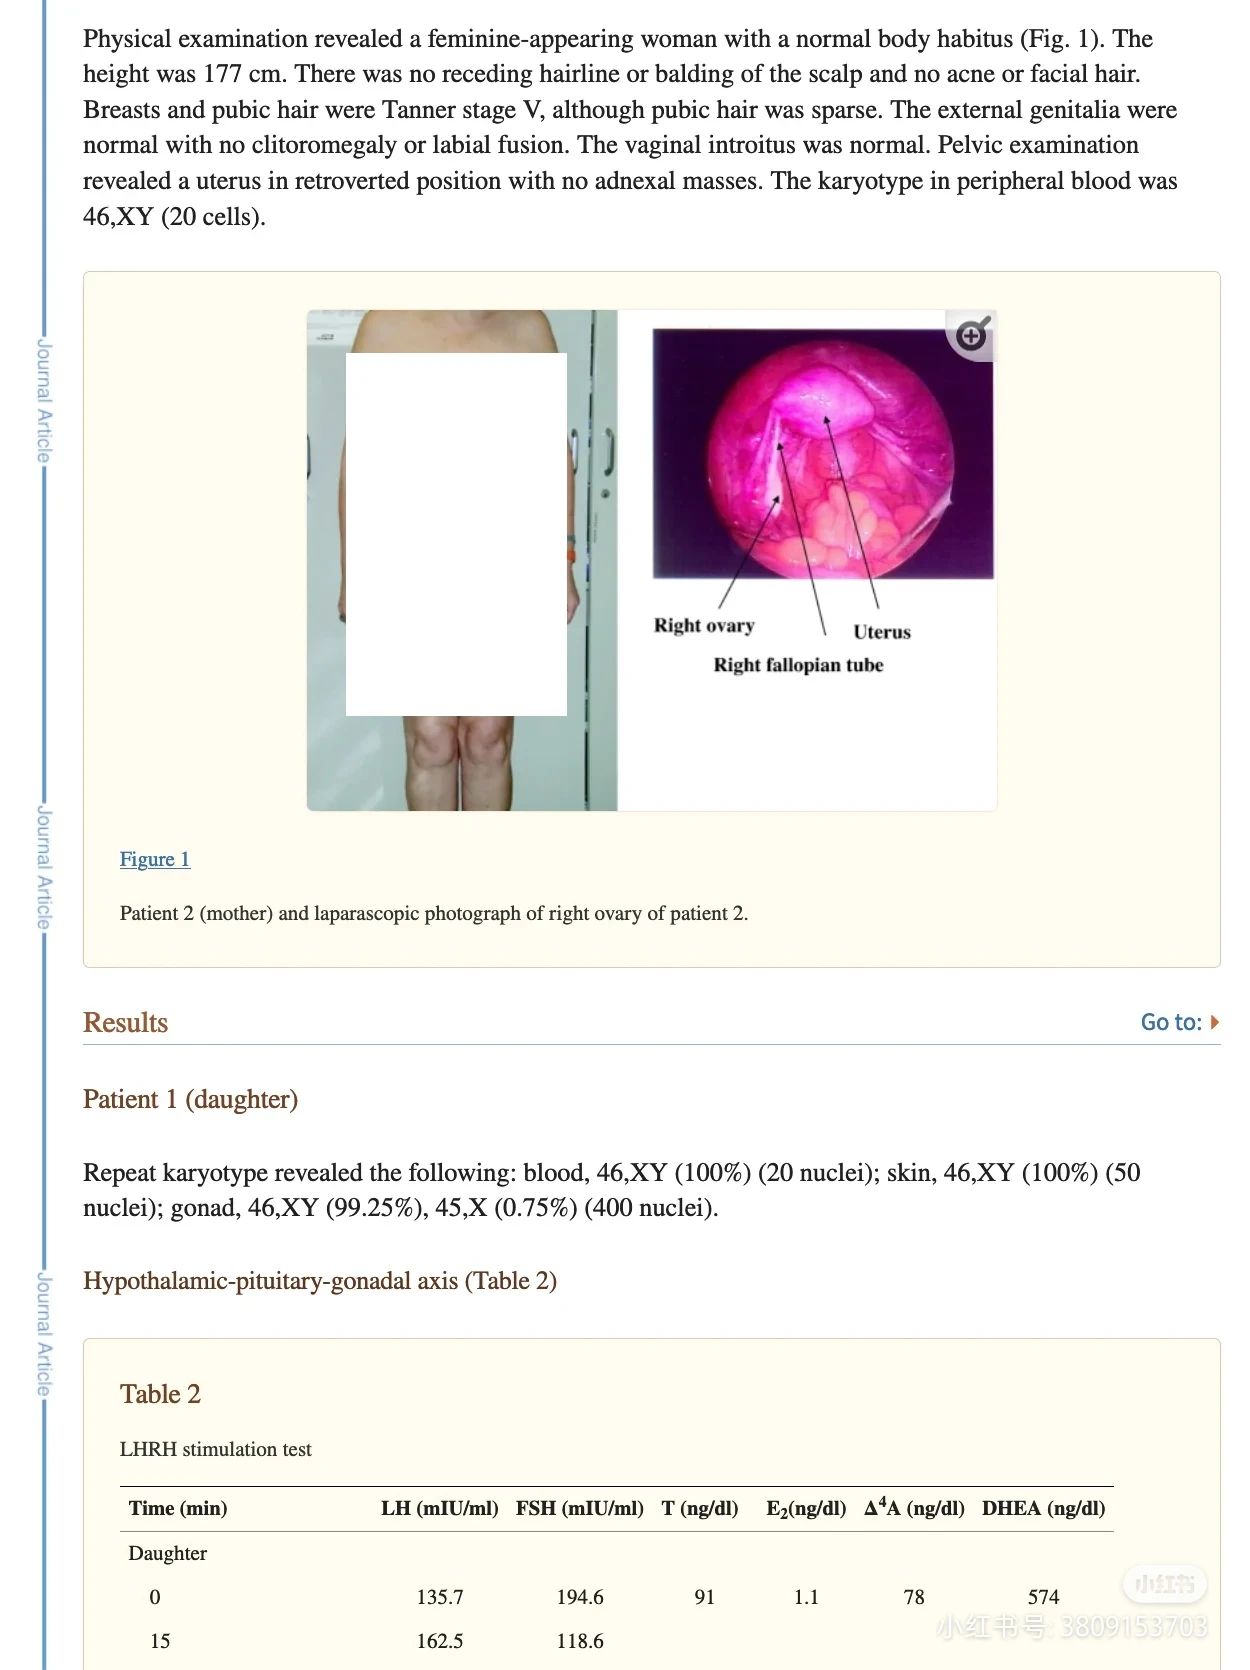 Physical examination revealed a feminine-appearing woman with a normal body habitus (Fig. 1). The
height was 177 cm. There was no receding hairline or balding of the scalp and no acne or facial hair.
Breasts and pubic hair were Tanner stage V, although pubic hair was sparse. The external genitalia were
normal with no clitoromegaly or labial fusion. The vaginal introitus was normal. Pelvic examination
revealed a uterus in retroverted position with no adnexal masses. The karyotype in peripheral blood was
46,XY (20 cells).
Journal Article
Right ovary
Uterus
Right fallopian tube
Journal Article
Figure 1
Patient 2 (mother) and laparascopic photograph of right ovary of patient 2.
Results Go to:
Patient 1 (daughter)
Repeat karyotype revealed the following: blood, 46,XY (100%) (20 nuclei); skin, 46,XY (100%) (50
nuclei); gonad, 46,XY (99.25%), 45,X (0.75%) (400 nuclei).
Hypothalamic-pituitary-gonadal axis (Table 2)
Journal Article
Table 2
LHRH stimulation test
Time (min) LH (mIU/ml) FSH (mIU/ml) T (ng/dl) E₂(ng/dl) Δ⁴A (ng/dl) DHEA (ng/dl)
Daughter
0 135.7 194.6 91 1.1 78 574
15 162.5 118.6
小红书
小红书号: 3809153703